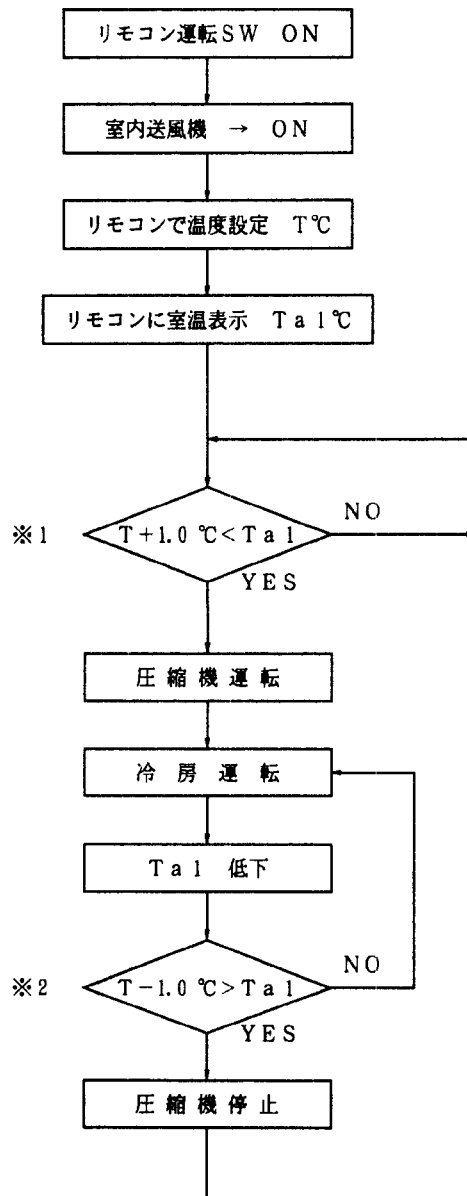 リモコン運転SW ON
室内送風機 → ON
リモコンで温度設定 T℃
リモコンに室温表示 Ta1℃
※1 T+1.0℃<Ta1 NO
YES
圧縮機運転
冷房運転
Ta1 低下
※2 T-1.0℃>Ta1 NO
YES
圧縮機停止